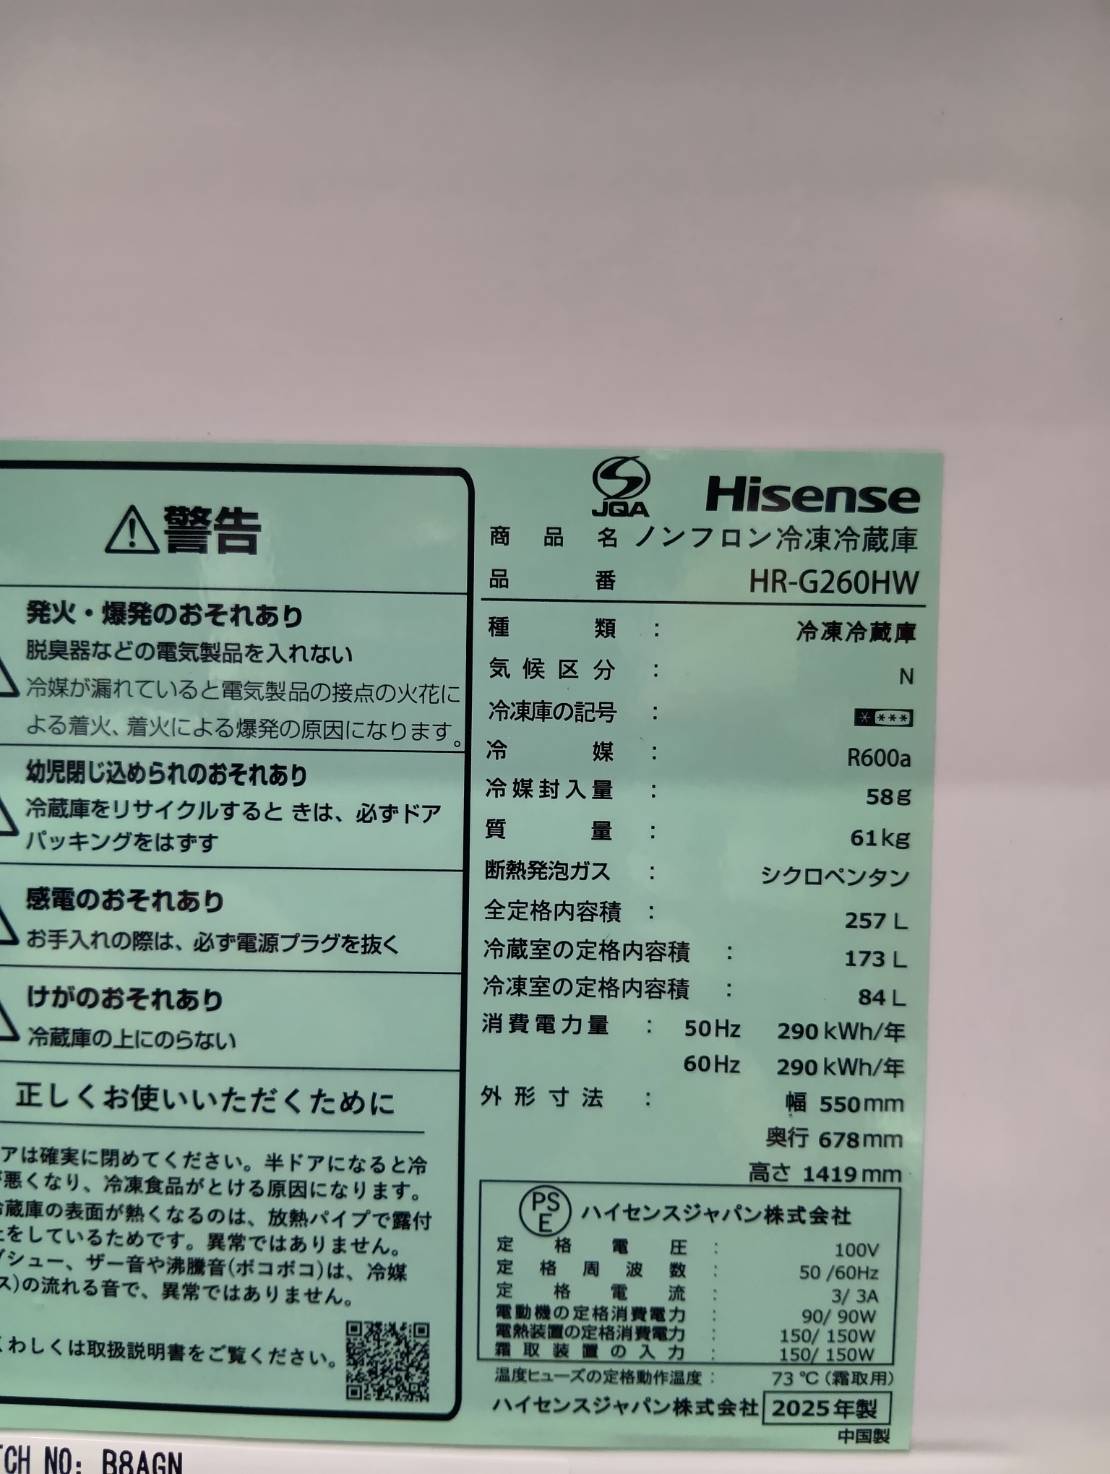 ⚠警告
発火・爆発のおそれあり
脱臭器などの電気製品を入れない
冷媒が漏れていると電気製品の接点の火花に
よる着火、着火による爆発の原因になります。
幼児閉じ込められのおそれあり
冷蔵庫をリサイクルするときは、必ずドア
パッキングをはずす
感電のおそれあり
お手入れの際は、必ず電源プラグを抜く
けがのおそれあり
冷蔵庫の上にのらない
正しくお使いいただくために
アは確実に閉めてください。半ドアになると冷
悪くなり、冷凍食品がとける原因になります。
蔵庫の表面が熱くなるのは、放熱パイプで露付
をしているためです。異常ではありません。
シュー、ザー音や沸騰音(ボコボコ)は、冷媒
ス)の流れる音で、異常ではありません。
くわしくは取扱説明書をご覧ください。
JQA Hisense
商品名 ノンフロン冷凍冷蔵庫
品番 HR-G260HW
種類 : 冷凍冷蔵庫
気候区分 : N
冷凍庫の記号 : * ***
冷媒 : R600a
冷媒封入量 : 58g
質量 : 61kg
断熱発泡ガス : シクロペンタン
全定格内容積 : 257 L
冷蔵室の定格内容積 : 173 L
冷凍室の定格内容積 : 84 L
消費電力量 : 50Hz 290 kWh/年
60Hz 290 kWh/年
外形寸法 : 幅 550mm
奥行 678mm
高さ 1419mm
PSE ハイセンスジャパン株式会社
定格電圧 : 100V
定格周波数 : 50/60Hz
定格電流 : 3/ 3A
電動機の定格消費電力 : 90/ 90W
電熱装置の定格消費電力 : 150/ 150W
霜取装置の入力 : 150/ 150W
温度ヒューズの定格動作温度 : 73 ℃ (霜取用)
ハイセンスジャパン株式会社 2025年製
中国製
TCH NO: B8AGN